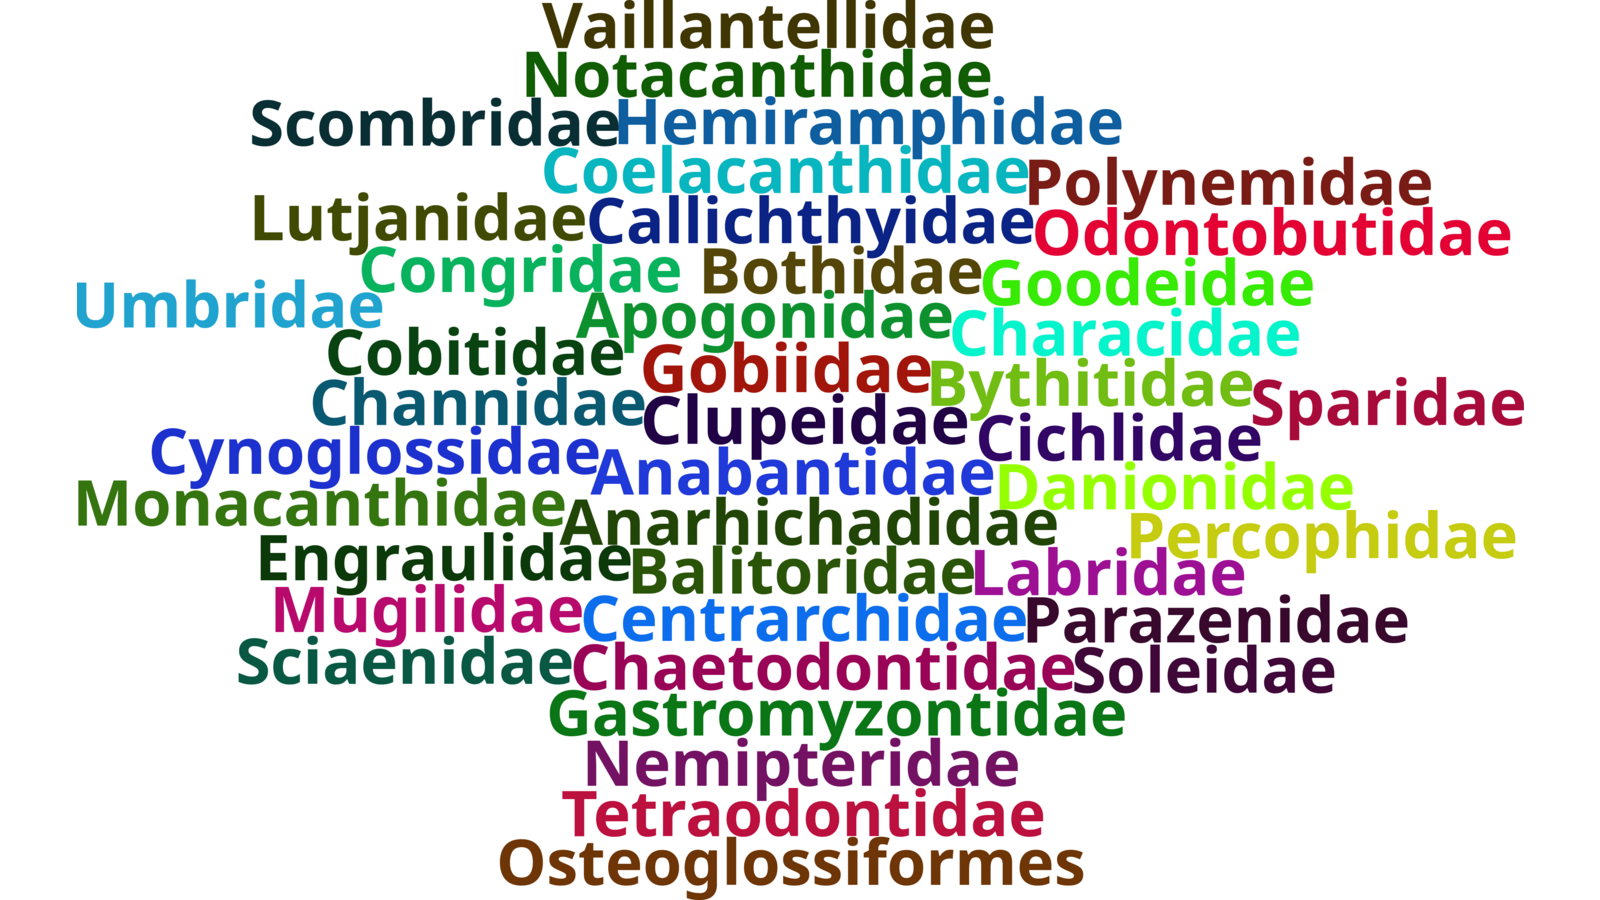 Vaillantellidae
Notacanthidae
Scombridae Hemiramphidae
Coelacanthidae Polynemidae
Lutjanidae Callichthyidae Odontobutidae
Congridae Bothidae Goodeidae
Umbridae Apogonidae Characidae
Cobitidae Gobiidae Bythitidae
Channidae Clupeidae Cichlidae Sparidae
Cynoglossidae Anabantidae Danionidae
Monacanthidae Anarhichadidae Percophidae
Engraulidae Balitoridae Labridae
Mugilidae Centrarchidae Parazenidae
Sciaenidae Chaetodontidae Soleidae
Gastromyzontidae
Nemipteridae
Tetraodontidae
Osteoglossiformes